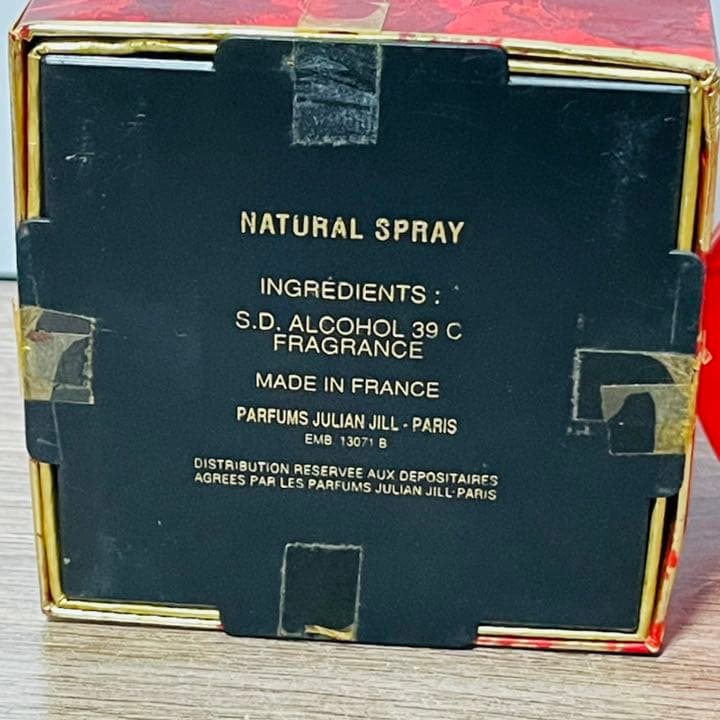 NATURAL SPRAY
INGRÉDIENTS :
S.D. ALCOHOL 39 C
FRAGRANCE
MADE IN FRANCE
PARFUMS JULIAN JILL - PARIS
EMB 13071 B
DISTRIBUTION RESERVEE AUX DEPOSITAIRES
AGREES PAR LES PARFUMS JULIAN JILL-PARIS